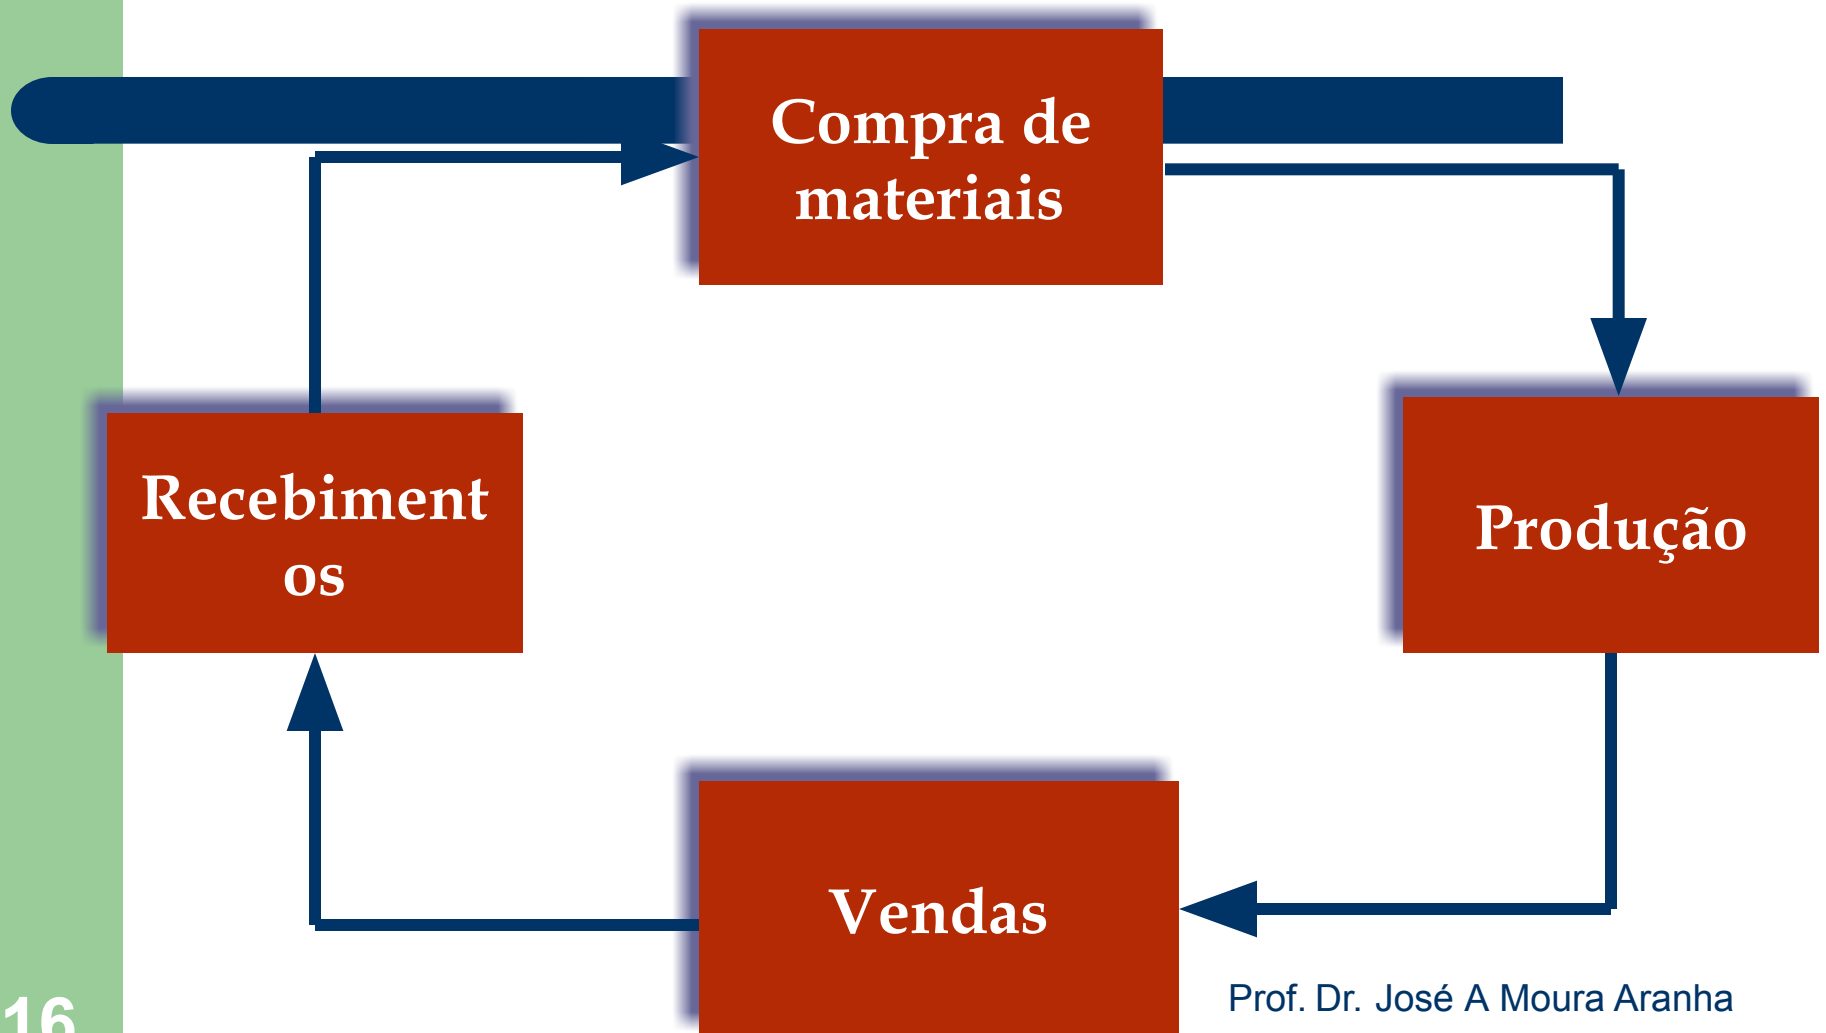 Compra de
materiais
Recebiment
os
Produção
Vendas
Prof. Dr. José A Moura Aranha
16